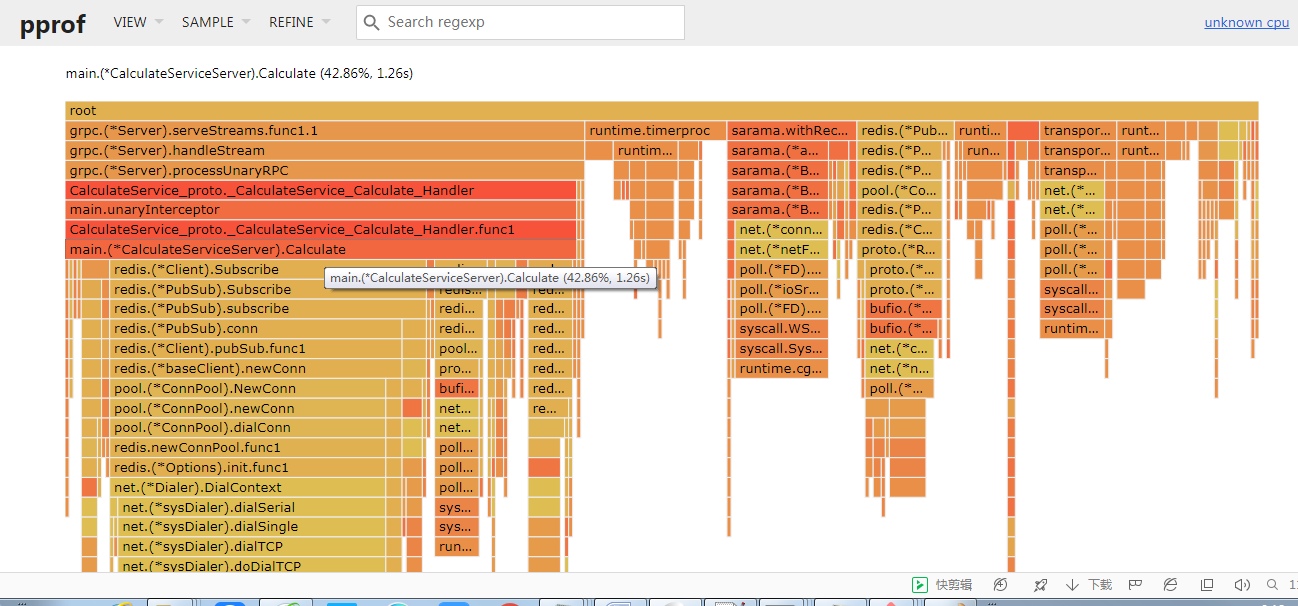 pprof VIEW SAMPLE REFINE Search regexp unknown cpu
main.(*CalculateServiceServer).Calculate (42.86%, 1.26s)
root
grpc.(*Server).serveStreams.func1.1 runtime.timerproc sarama.withRec... redis.(*Pub... runti... transpor... runt...
grpc.(*Server).handleStream runtim... sarama.(*a... redis.(*P... run... transpor... runt...
grpc.(*Server).processUnaryRPC sarama.(*B... redis.(*P... transp...
CalculateService_proto._CalculateService_Calculate_Handler sarama.(*B... pool.(*Co... net.(*...
main.unaryInterceptor sarama.(*B... redis.(*P... net.(*...
CalculateService_proto._CalculateService_Calculate_Handler.func1 net.(*conn... redis.(*C... poll.(*...
main.(*CalculateServiceServer).Calculate net.(*netF... proto.(*R... poll.(*...
redis.(*Client).Subscribe poll.(*FD).... proto.(*... poll.(*...
main.(*CalculateServiceServer).Calculate (42.86%, 1.26s)
redis.(*PubSub).Subscribe poll.(*ioSr... proto.(*... syscall...
redis.(*PubSub).subscribe redi... red... poll.(*FD).... bufio.(*... syscall...
redis.(*PubSub).conn redi... red... syscall.WS... bufio.(*... runtim...
redis.(*Client).pubSub.func1 pool... red... syscall.Sys... net.(*c...
redis.(*baseClient).newConn pro... red... runtime.cg... net.(*n...
pool.(*ConnPool).NewConn bufi... red... poll.(*...
pool.(*ConnPool).newConn net... re...
pool.(*ConnPool).dialConn net...
redis.newConnPool.func1 poll...
redis.(*Options).init.func1 poll...
net.(*Dialer).DialContext poll...
net.(*sysDialer).dialSerial sys...
net.(*sysDialer).dialSingle sys...
net.(*sysDialer).dialTCP run...
net.(*sysDialer).doDialTCP
快剪辑 下载